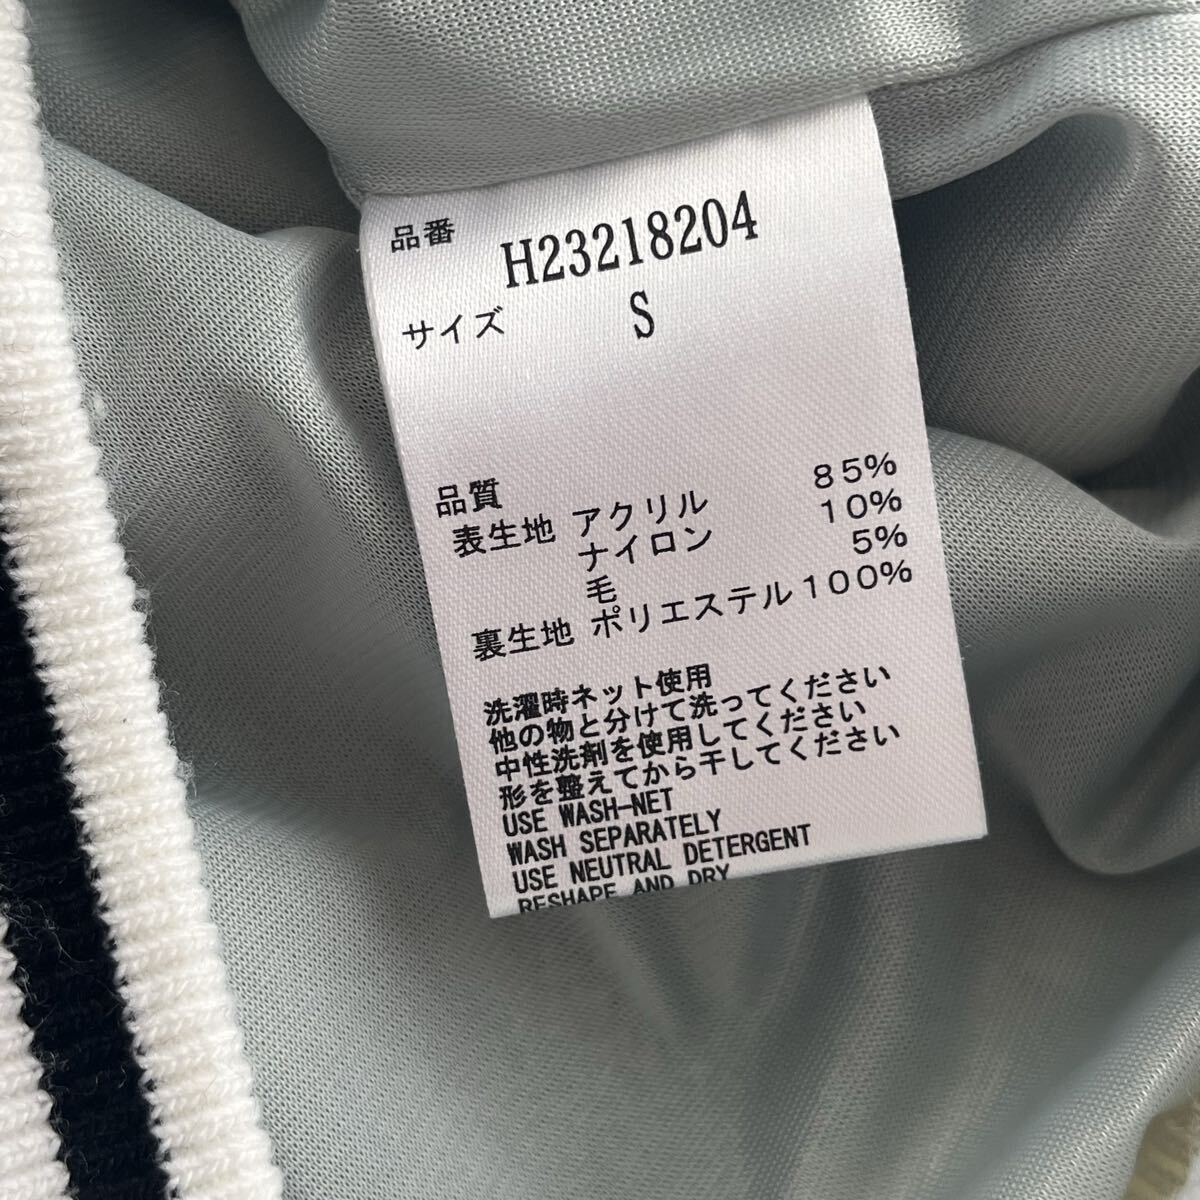 品番 H23218204
サイズ S
品質
表生地 アクリル 85%
ナイロン 10%
毛 5%
裏生地 ポリエステル100%
洗濯時ネット使用
他の物と分けて洗ってください
中性洗剤を使用してください
形を整えてから干してください
USE WASH-NET
WASH SEPARATELY
USE NEUTRAL DETERGENT
RESHAPE AND DRY